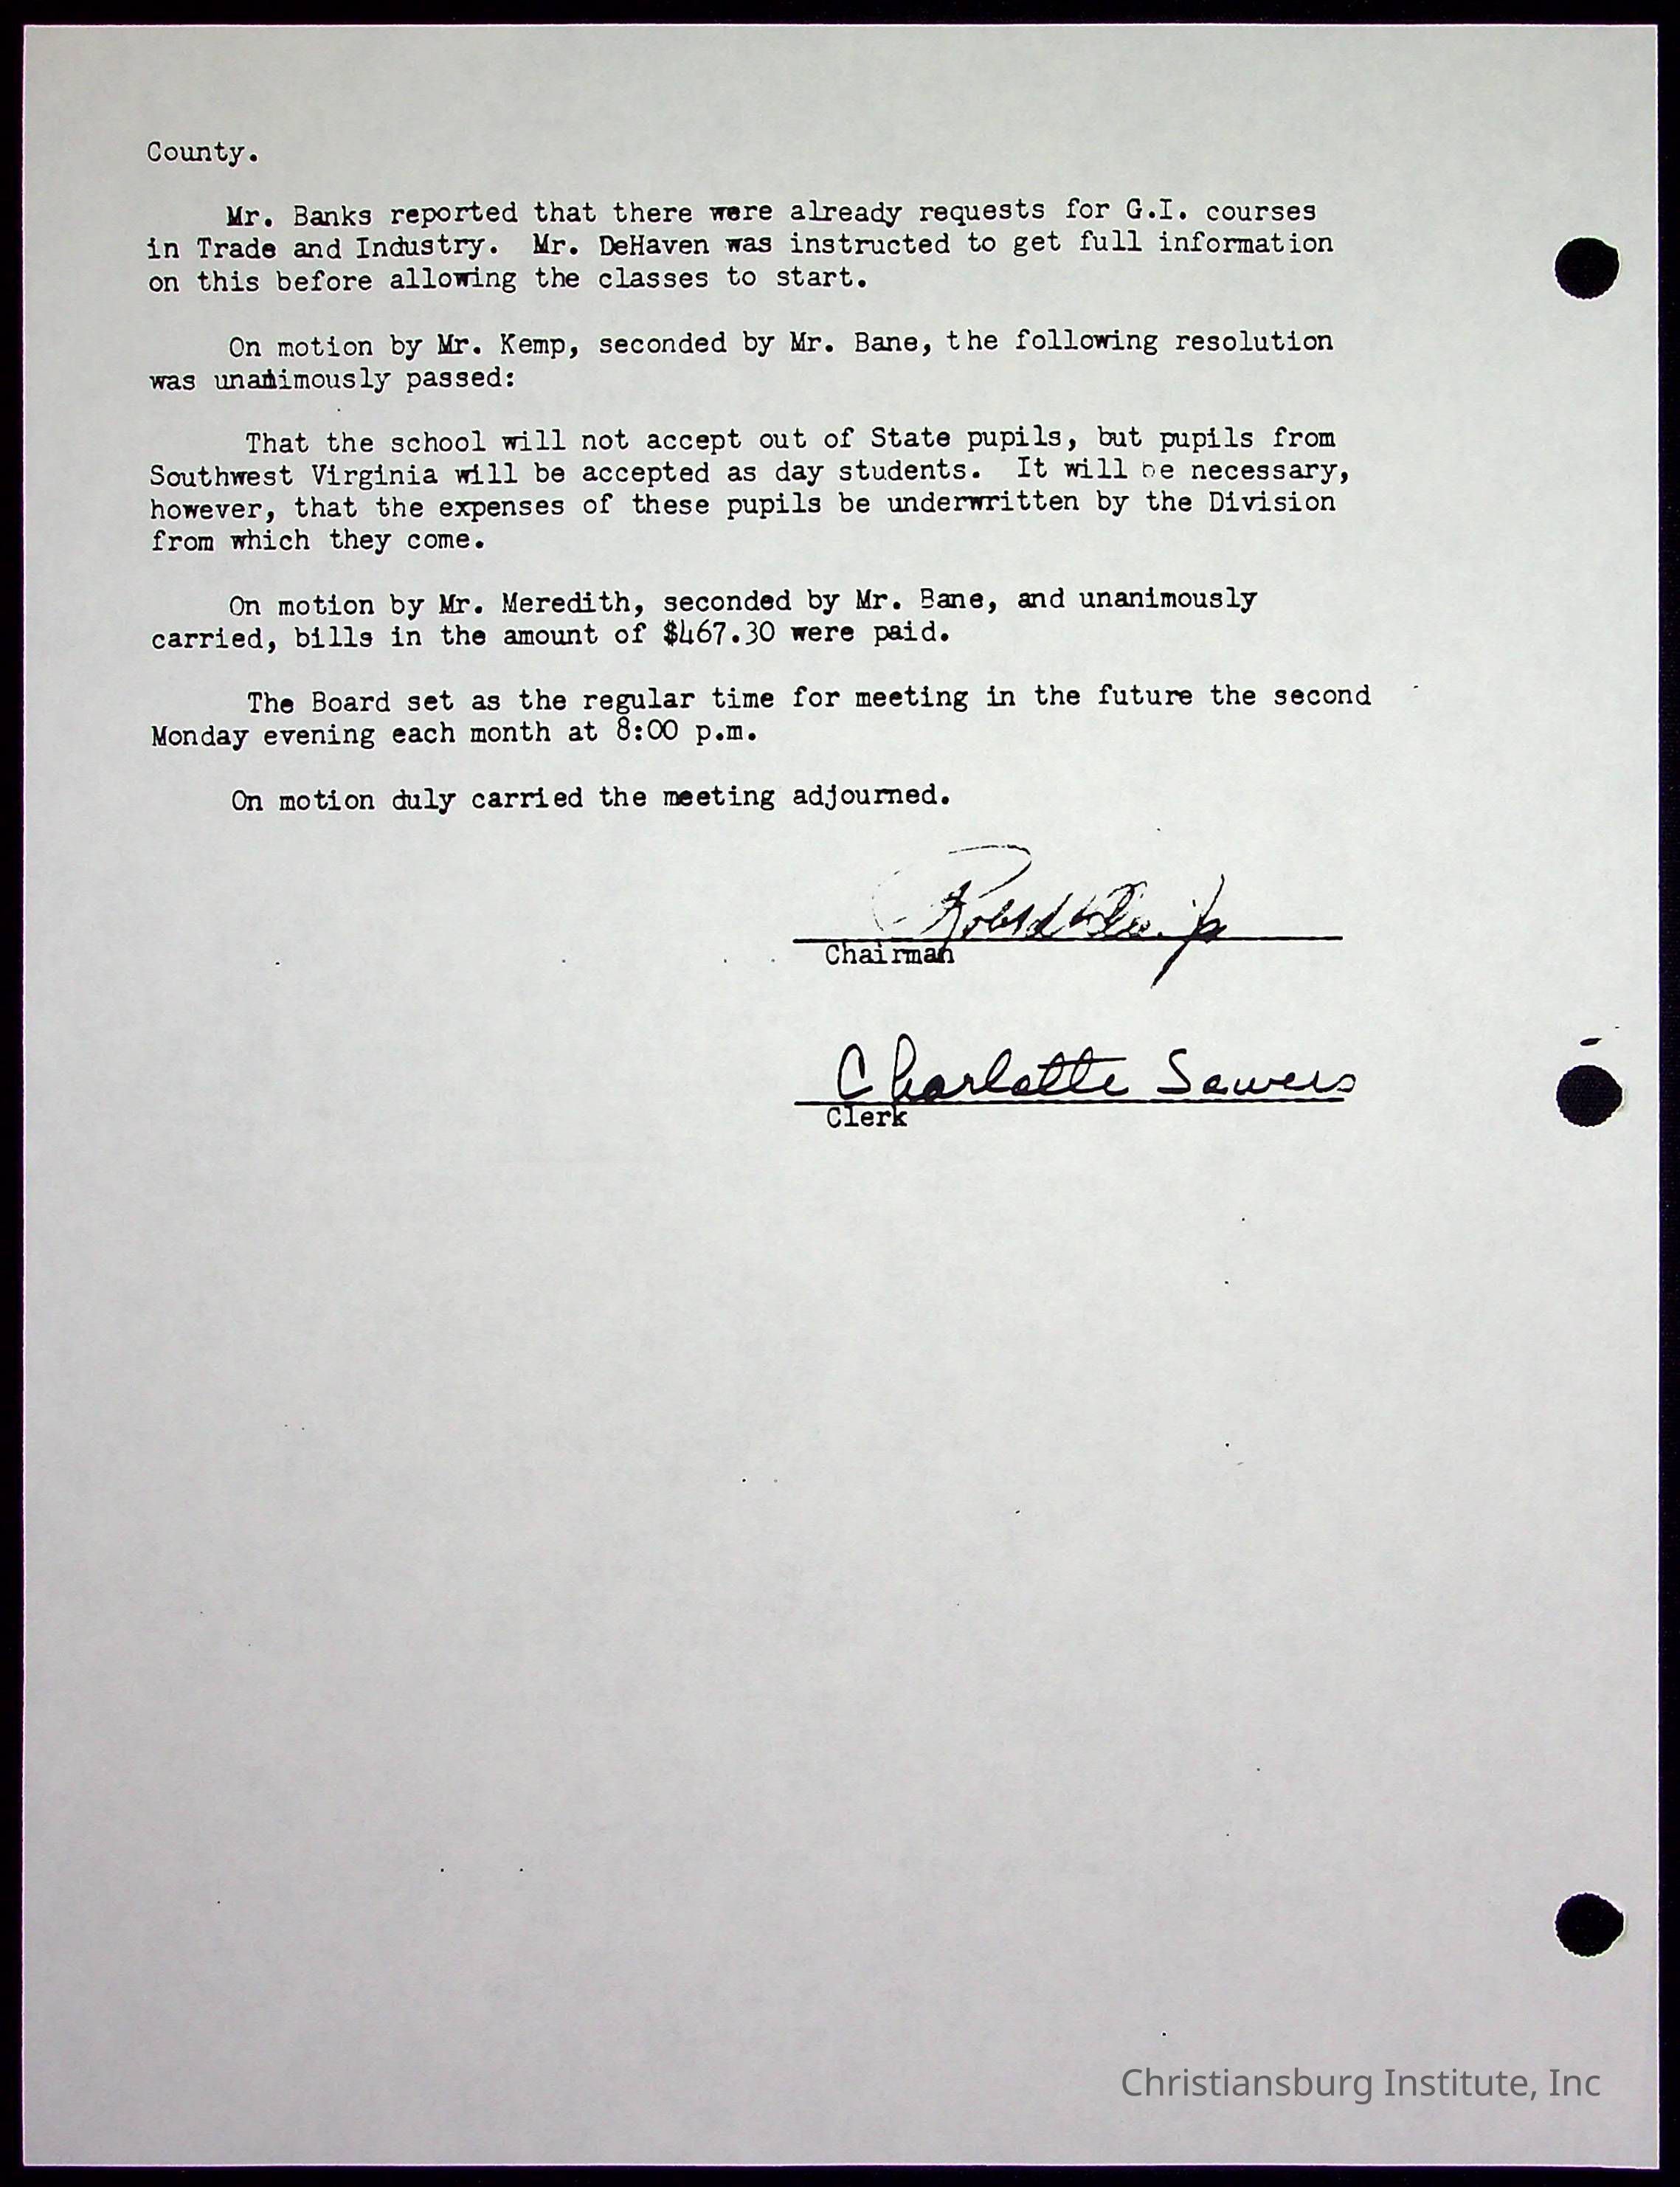 County.
Mr. Banks reported that there were already requests for G.I. courses
in Trade and Industry. Mr. DeHaven was instructed to get full information
on this before allowing the classes to start.
On motion by Mr. Kemp, seconded by Mr. Bane, the following resolution
was unanimously passed:
That the school will not accept out of State pupils, but pupils from
Southwest Virginia will be accepted as day students. It will be necessary,
however, that the expenses of these pupils be underwritten by the Division
from which they come.
On motion by Mr. Meredith, seconded by Mr. Bane, and unanimously
carried, bills in the amount of $467.30 were paid.
The Board set as the regular time for meeting in the future the second
Monday evening each month at 8:00 p.m.
On motion duly carried the meeting adjourned.
Chairman
Charlotte Sawers
Clerk
Christiansburg Institute, Inc